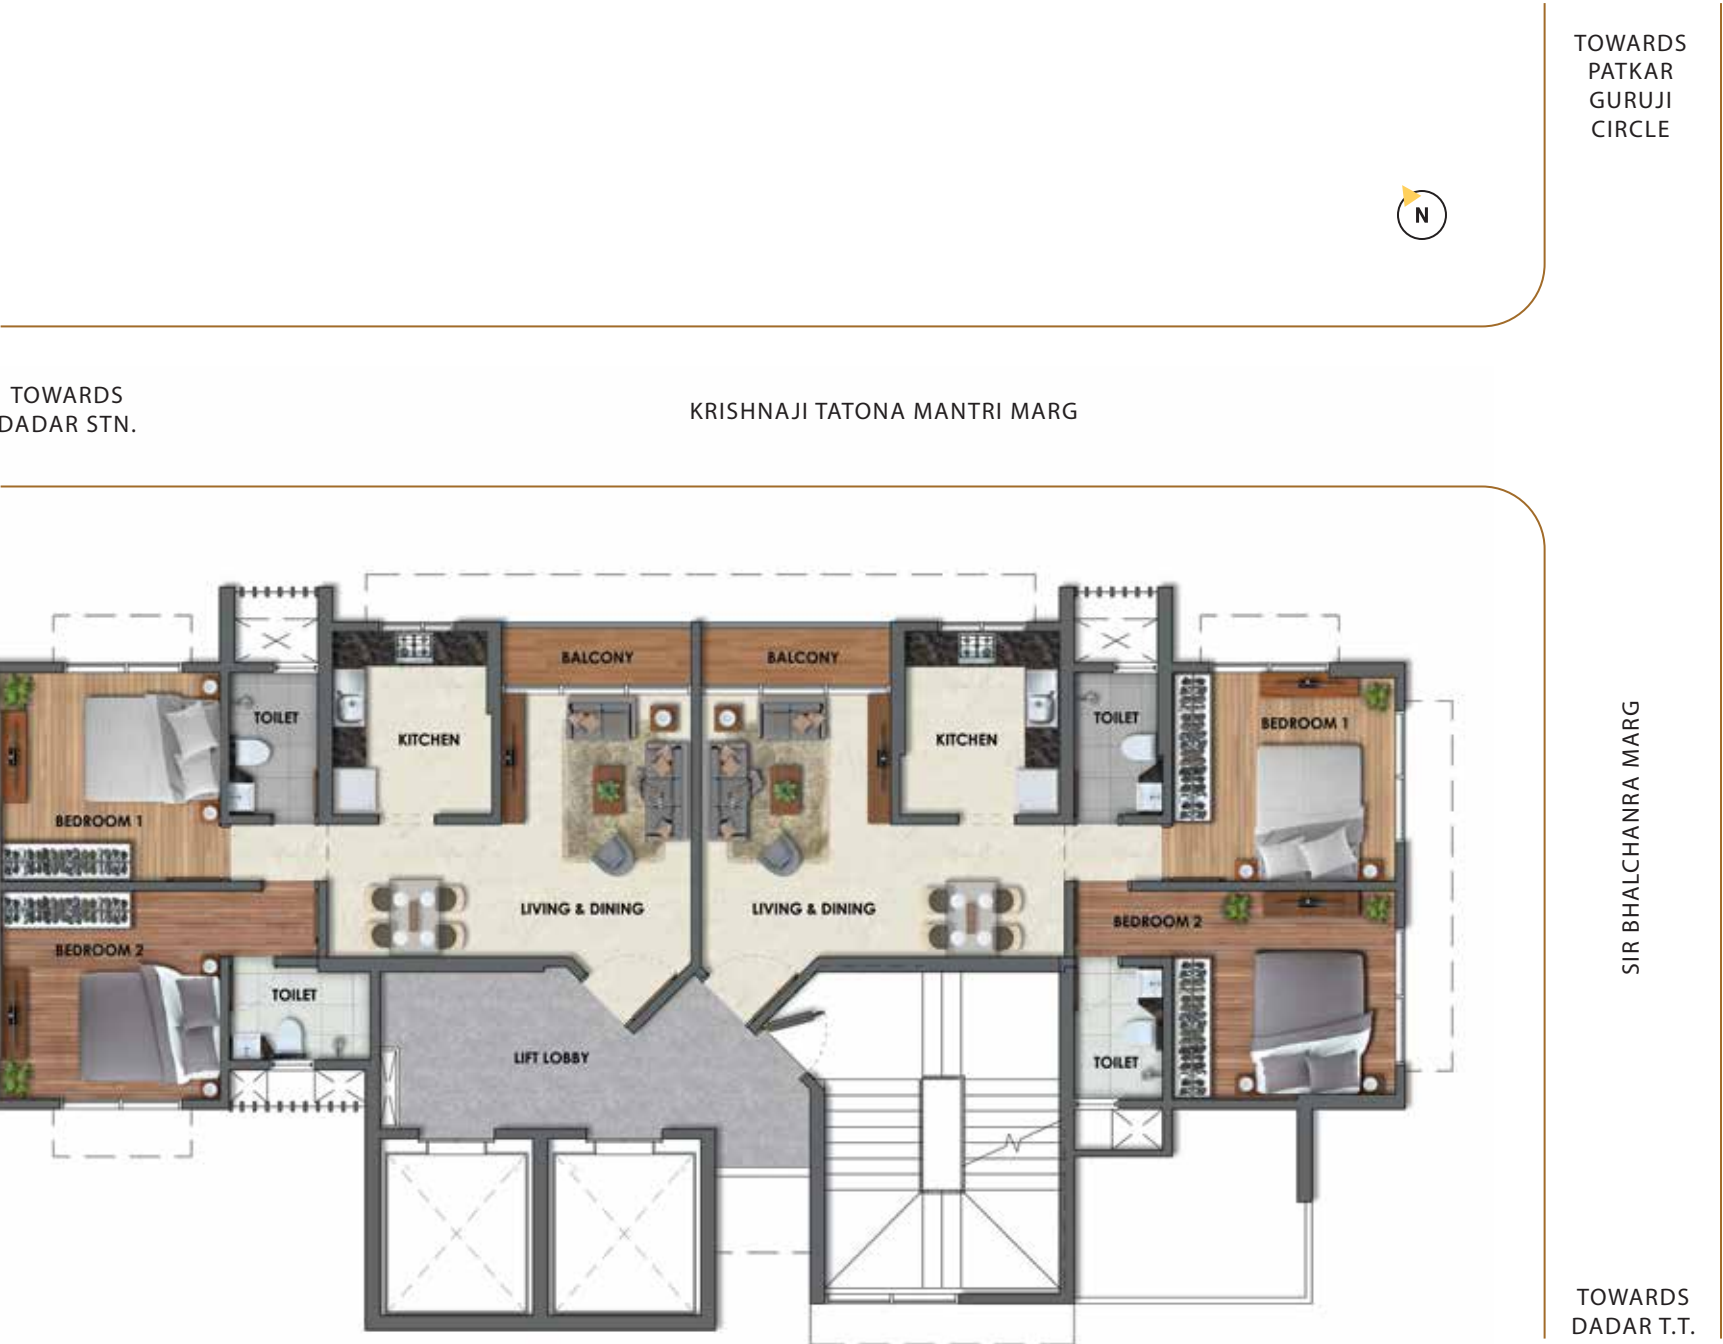 TOWARDS
PATKAR
GURUJI
CIRCLE
N
TOWARDS
DADAR STN.
KRISHNAJI TATONA MANTRI MARG
BALCONY
BALCONY
TOILET
KITCHEN
KITCHEN
TOILET
BEDROOM 1
BEDROOM 1
LIVING & DINING
LIVING & DINING
BEDROOM 2
BEDROOM 2
TOILET
LIFT LOBBY
TOILET
SIR BHALCHANRA MARG
TOWARDS
DADAR T.T.